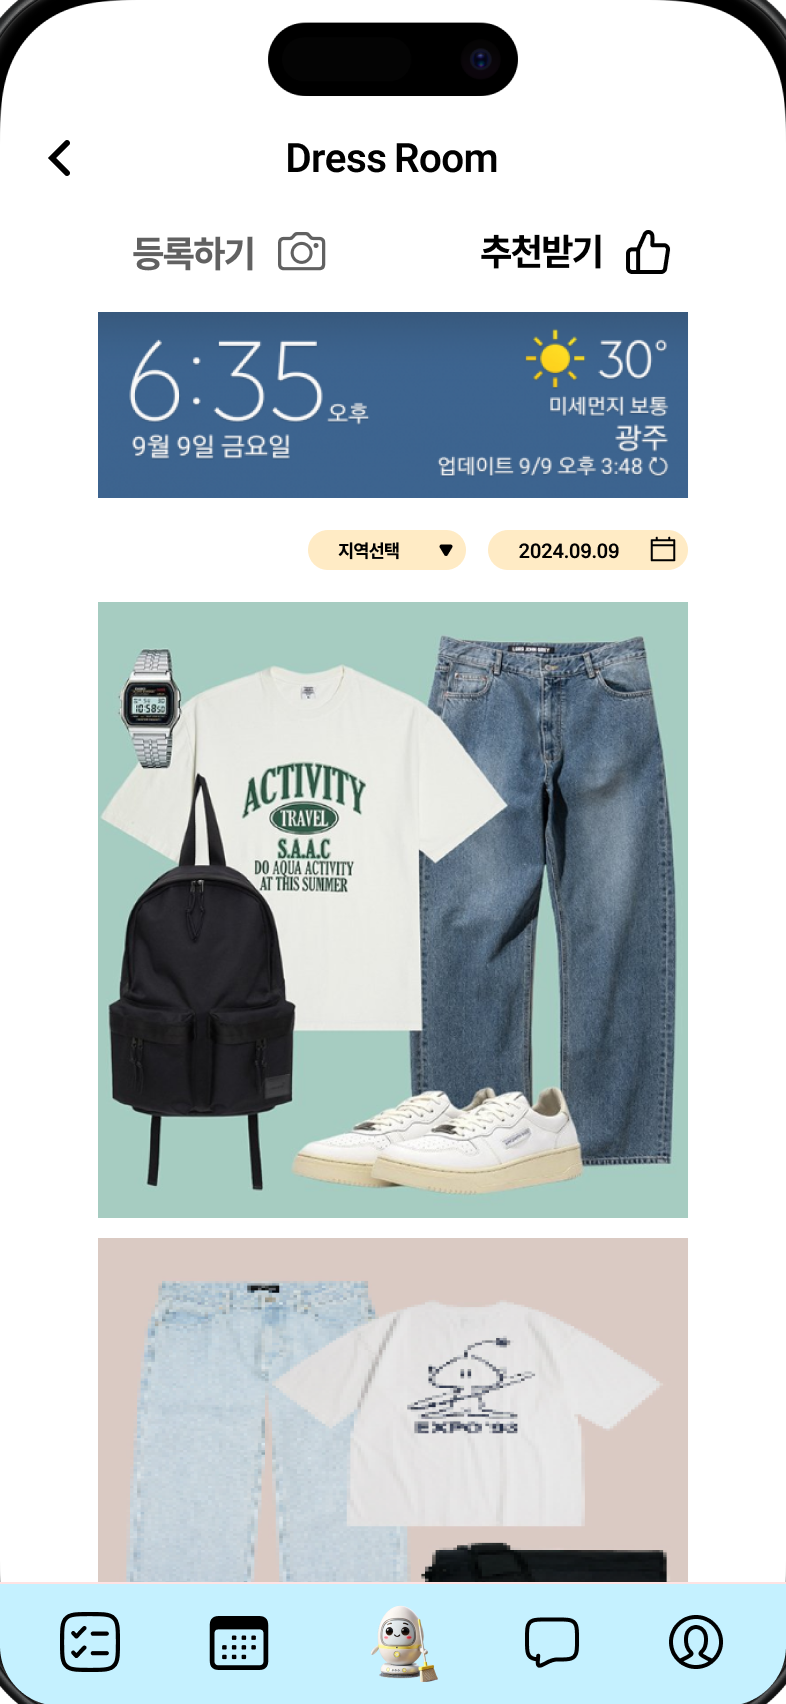 Dress Room
등록하기
추천받기
6:35 오후
9월 9일 금요일
30°
미세먼지 보통
광주
업데이트 9/9 오후 3:48
지역선택
2024.09.09
10:58
ACTIVITY
TRAVEL
S.A.A.C
DO AQUA ACTIVITY
AT THIS SUMMER
EXPO '93